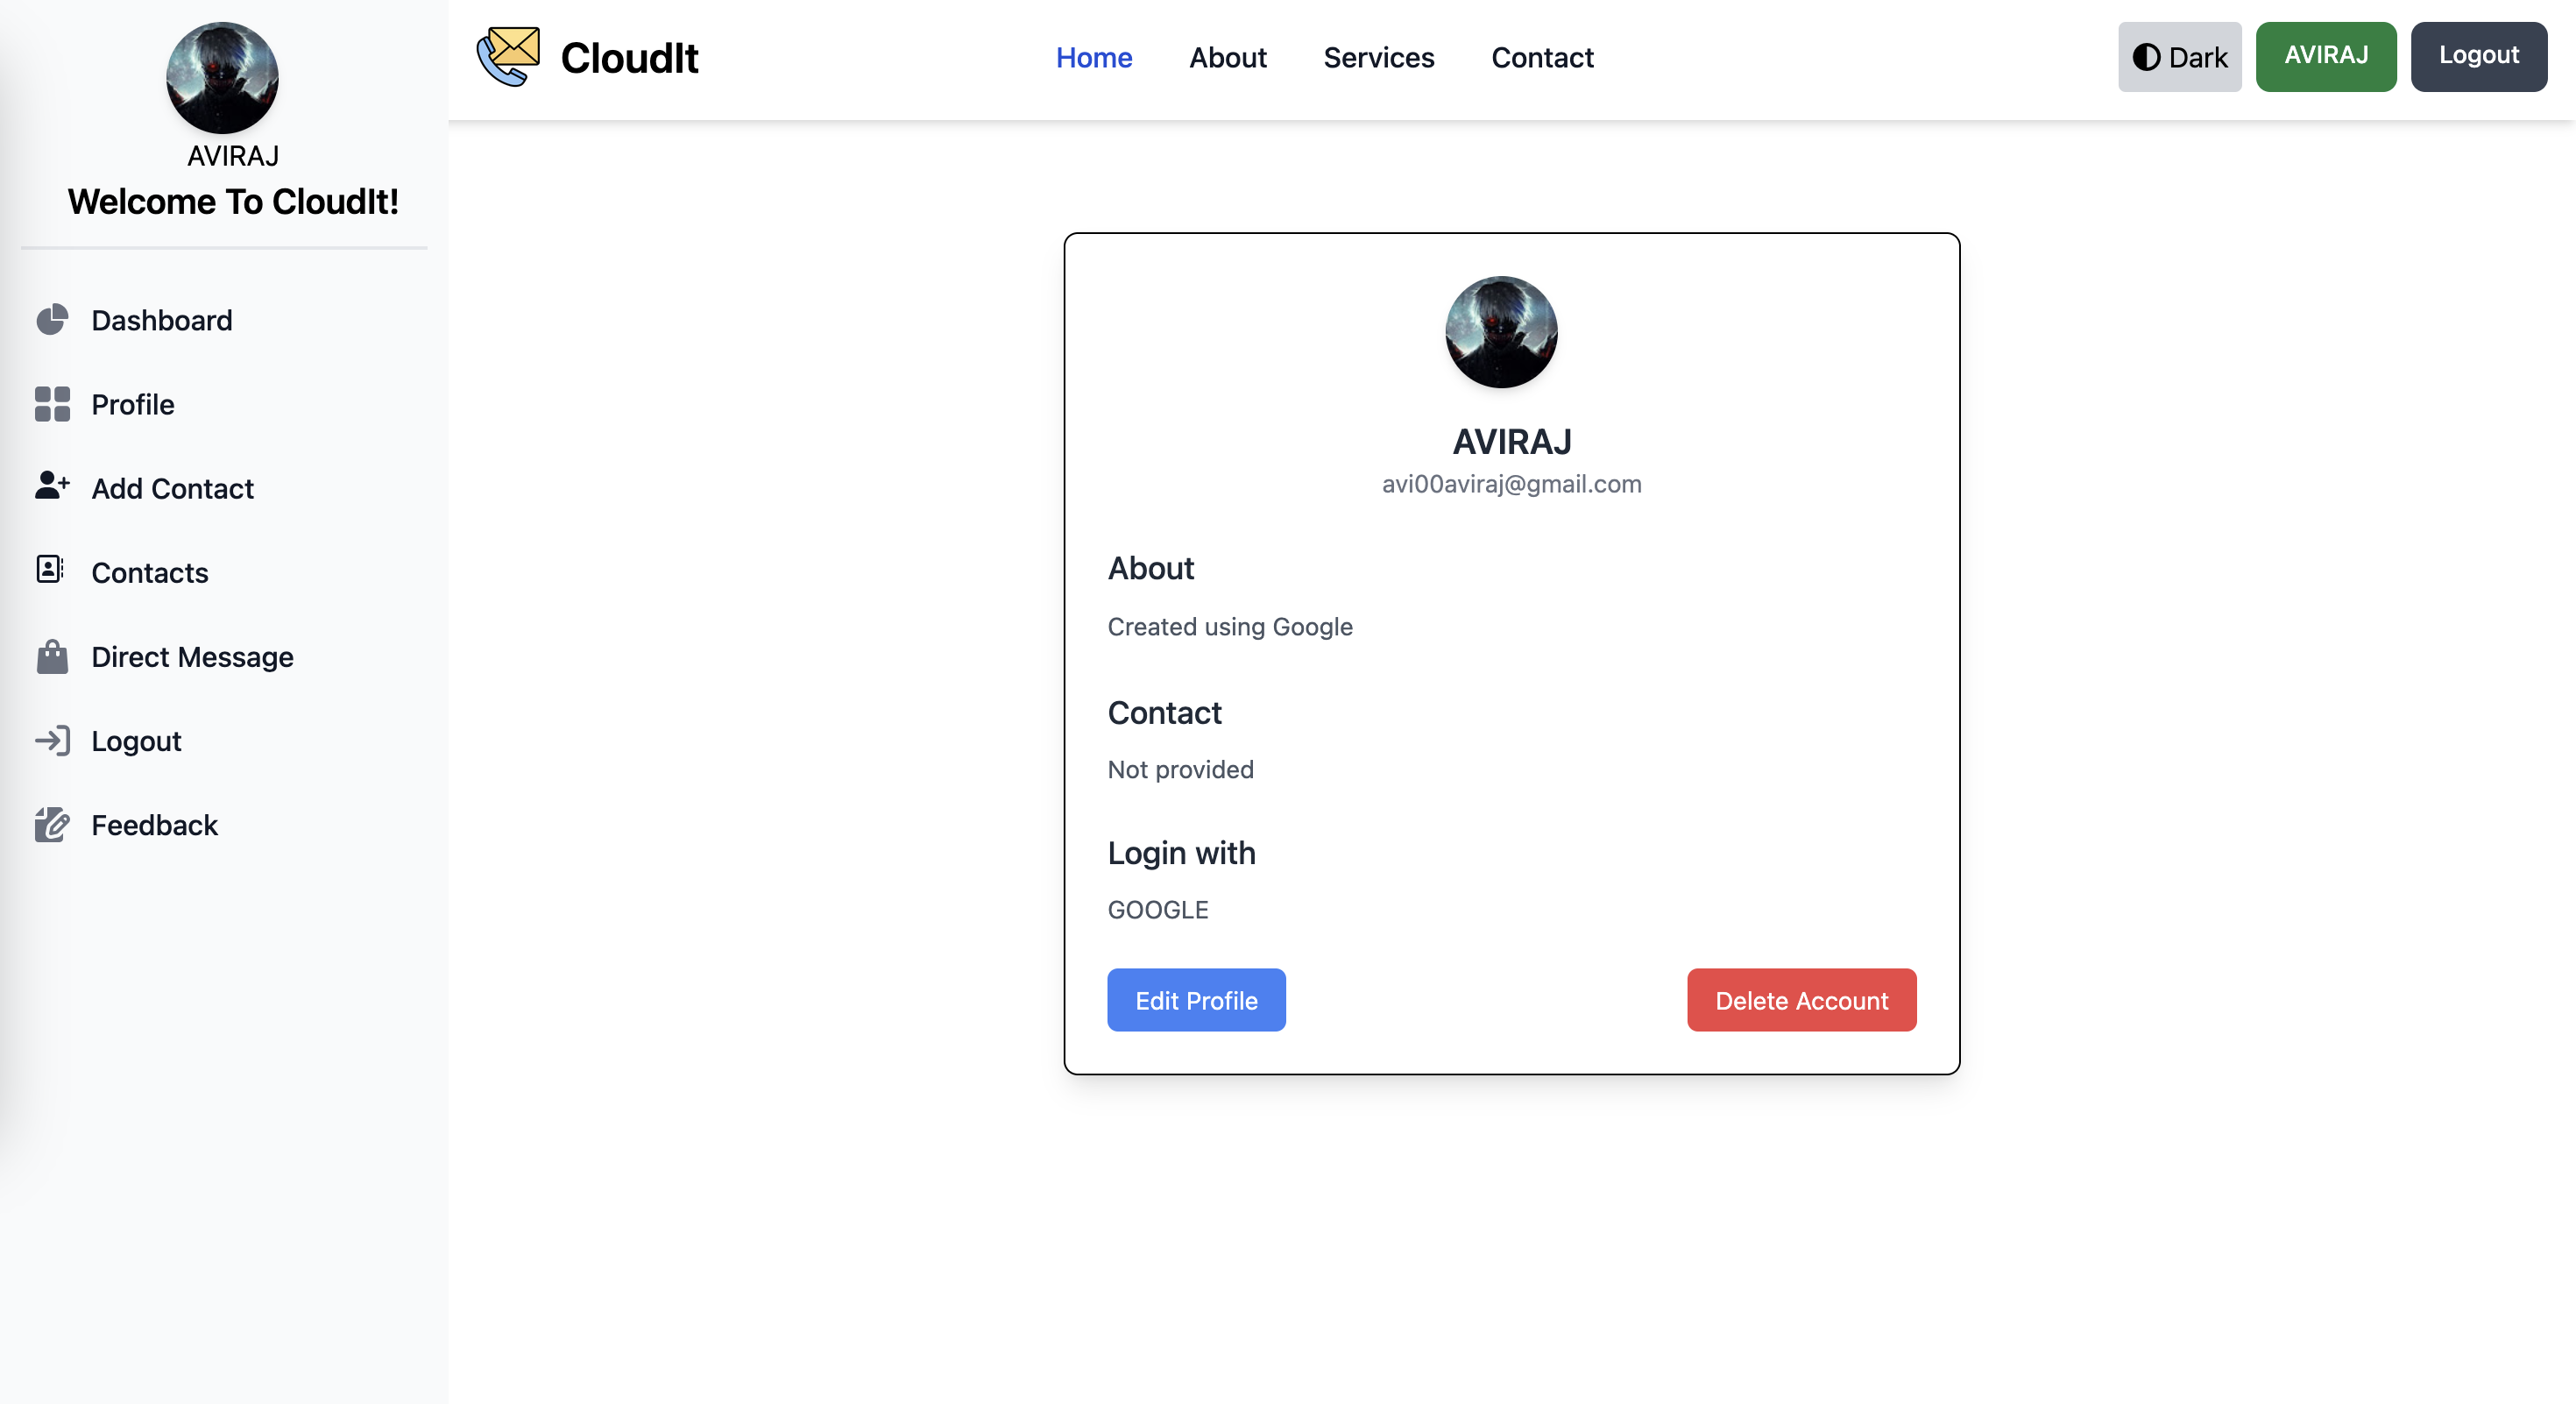 AVIRAJ
Welcome To CloudIt!
Dashboard
Profile
Add Contact
Contacts
Direct Message
Logout
Feedback
CloudIt
Home
About
Services
Contact
Dark
AVIRAJ
Logout
AVIRAJ
avi00aviraj@gmail.com
About
Created using Google
Contact
Not provided
Login with
GOOGLE
Edit Profile
Delete Account